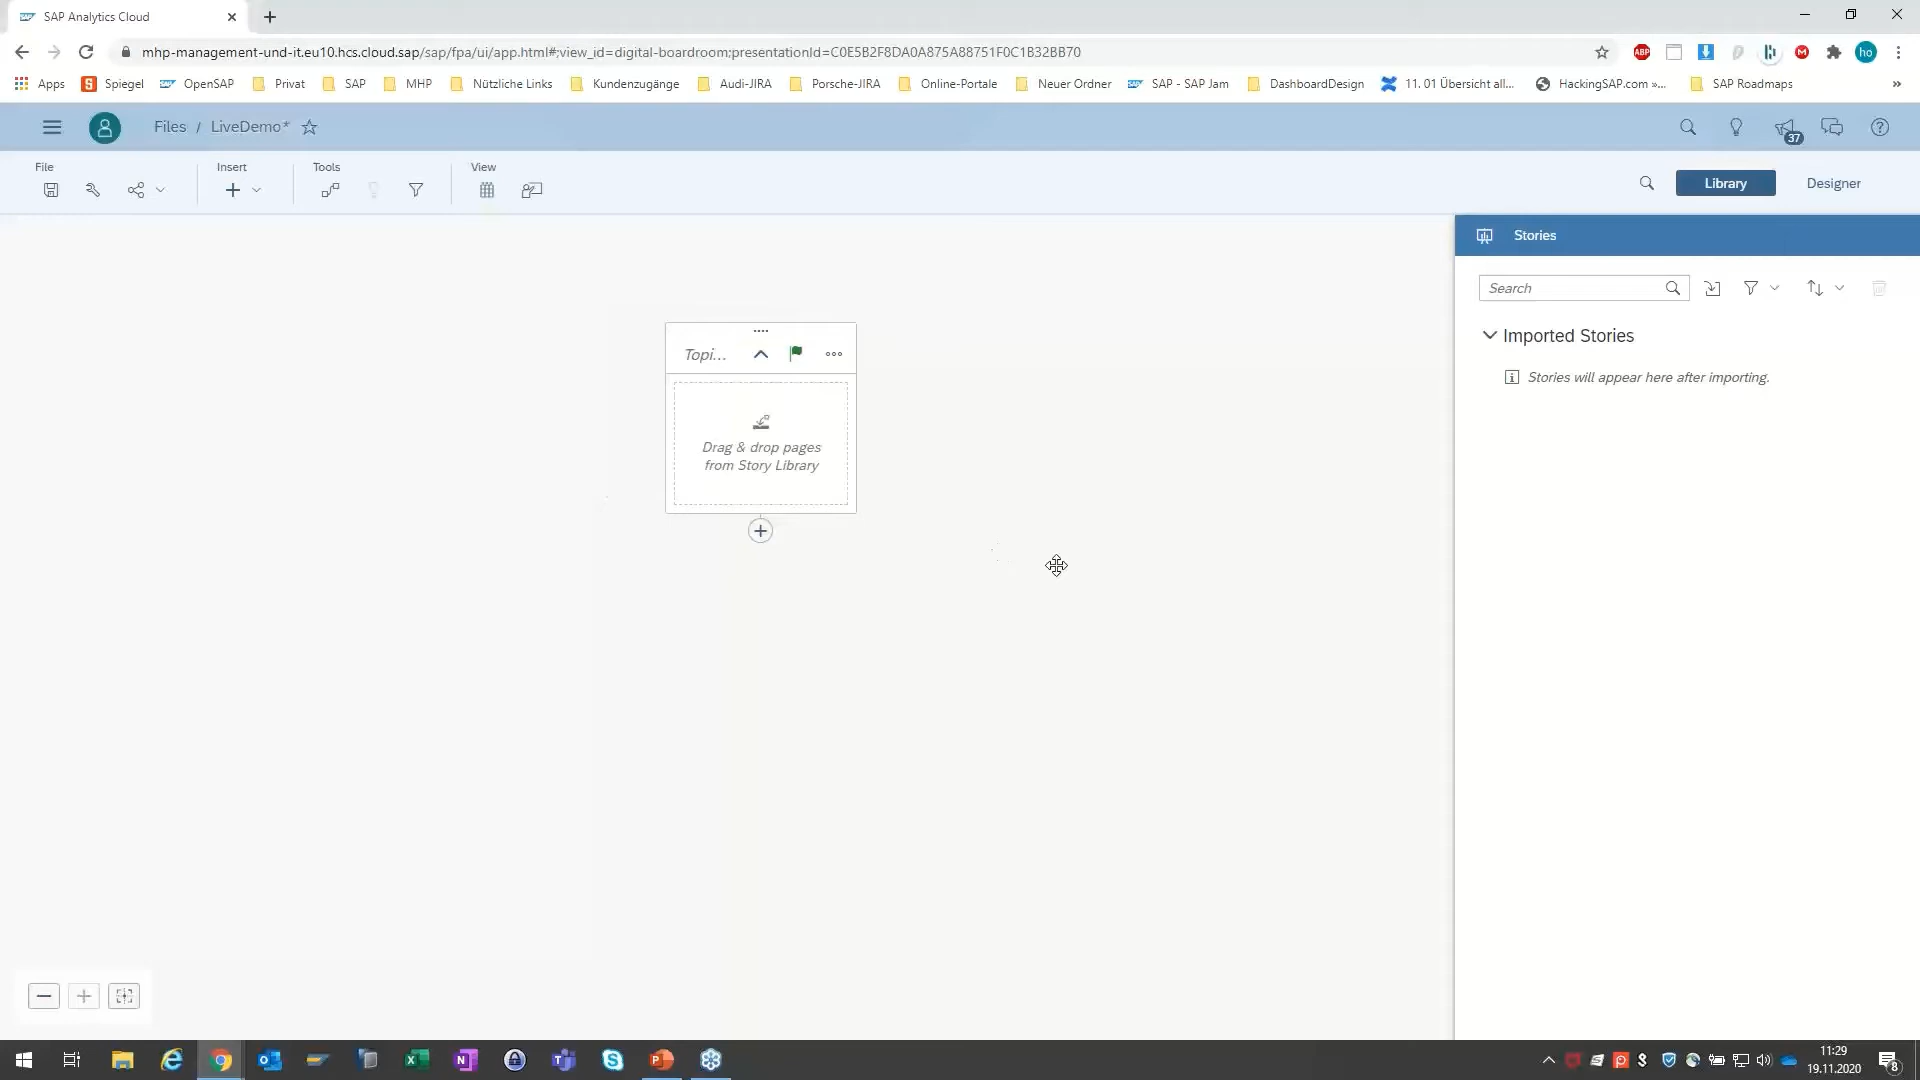 SAP Analytics Cloud
mhp-management-und-it.eu10.hcs.cloud.sap/sap/fpa/ui/app.html#;view_id=digital-boardroom;presentationId=C0E5B2F8DA0A875A88751F0C1B32BB70
ABP
ho
Apps
Spiegel
OpenSAP
Privat
SAP
MHP
Nützliche Links
Kundenzugänge
Audi-JIRA
Porsche-JIRA
Online-Portale
Neuer Ordner
SAP - SAP Jam
DashboardDesign
11. 01 Übersicht all...
HackingSAP.com »...
SAP Roadmaps
»
Files / LiveDemo*
37
File
Insert
Tools
View
Library
Designer
Stories
Search
Imported Stories
Stories will appear here after importing.
Topi...
Drag & drop pages
from Story Library
11:29
19.11.2020
8